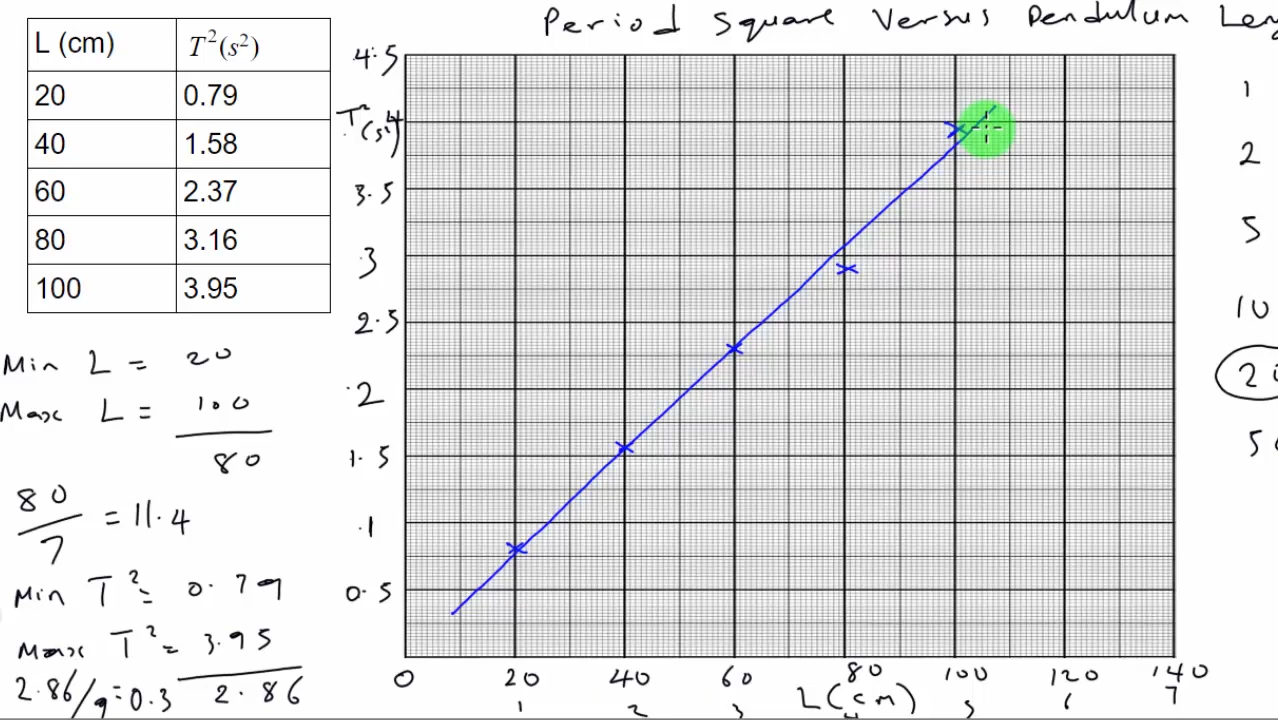 Period Square Versus Pendulum Leng
L (cm) T²(s²)
20 0.79
40 1.58
60 2.37
80 3.16
100 3.95
Min L = 20
Max L = 100
80
80/7 = 11.4
Min T² = 0.79
Max T² = 3.95
2.86/9=0.3 2.86
4.5
T² 4
(s²)
3.5
3
2.5
2
1.5
1
0.5
0 20 40 60 80 100 120 140
1 2 3 L(cm) 4 5 6 7
1
2
5
10
20
50